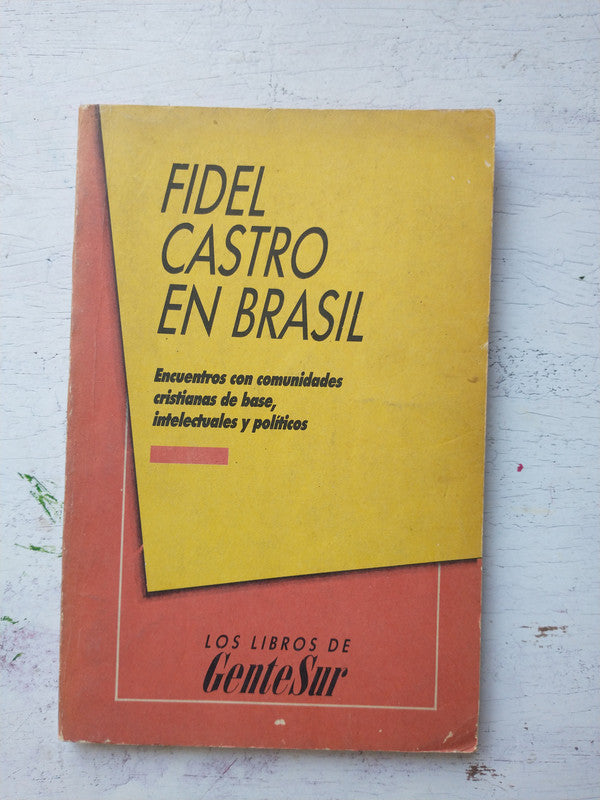 FIDEL
CASTRO
EN BRASIL
Encuentros con comunidades
cristianas de base,
intelectuales y políticos
LOS LIBROS DE
GenteSur